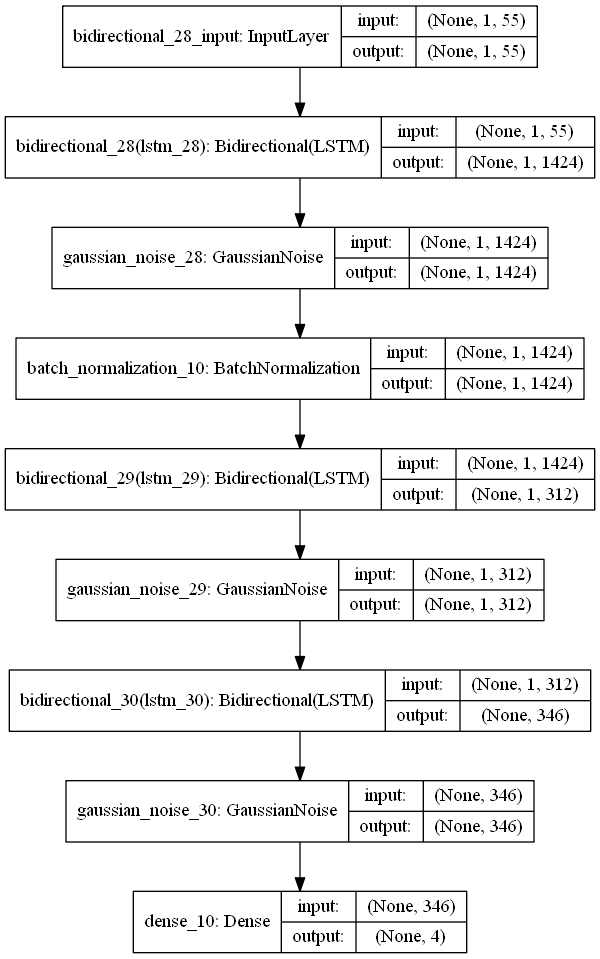 bidirectional_28_input: InputLayer
input: (None, 1, 55)
output: (None, 1, 55)
bidirectional_28(lstm_28): Bidirectional(LSTM)
input: (None, 1, 55)
output: (None, 1, 1424)
gaussian_noise_28: GaussianNoise
input: (None, 1, 1424)
output: (None, 1, 1424)
batch_normalization_10: BatchNormalization
input: (None, 1, 1424)
output: (None, 1, 1424)
bidirectional_29(lstm_29): Bidirectional(LSTM)
input: (None, 1, 1424)
output: (None, 1, 312)
gaussian_noise_29: GaussianNoise
input: (None, 1, 312)
output: (None, 1, 312)
bidirectional_30(lstm_30): Bidirectional(LSTM)
input: (None, 1, 312)
output: (None, 346)
gaussian_noise_30: GaussianNoise
input: (None, 346)
output: (None, 346)
dense_10: Dense
input: (None, 346)
output: (None, 4)